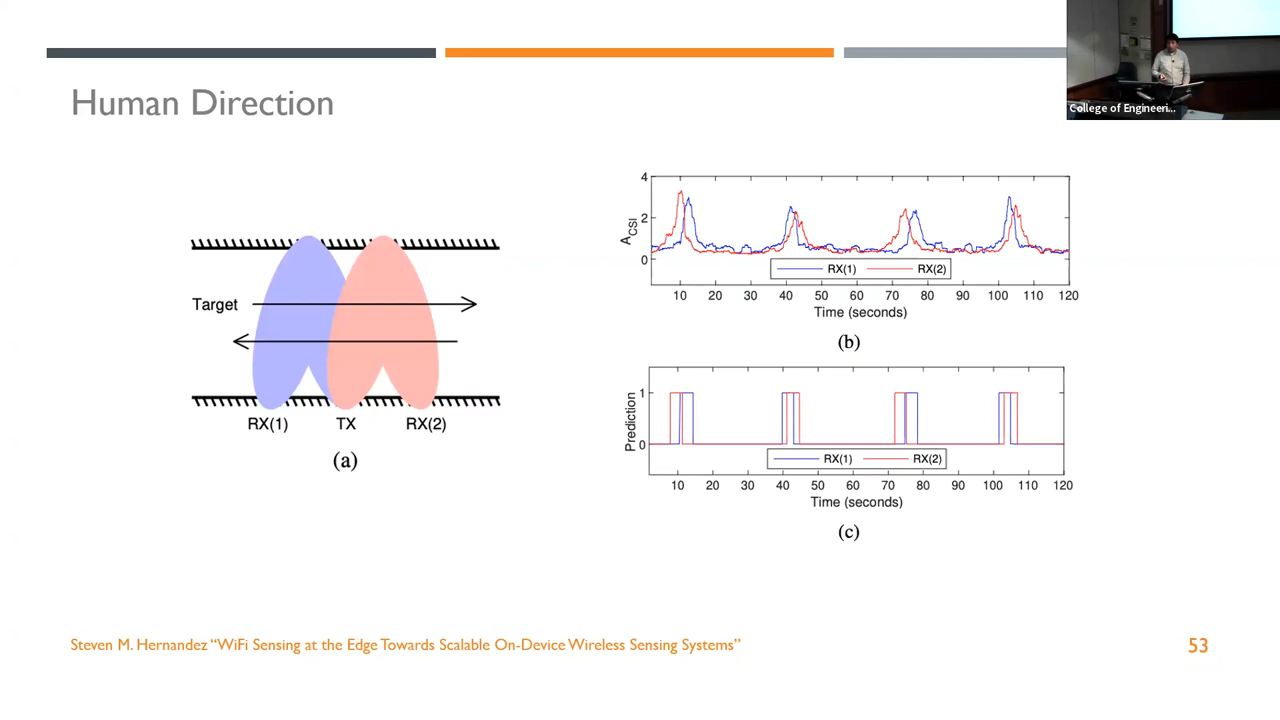 College of Engineeri...
Human Direction
Target
RX(1) TX RX(2)
(a)
4
2
0
A_CSI
RX(1) RX(2)
10 20 30 40 50 60 70 80 90 100 110 120
Time (seconds)
(b)
1
0
Prediction
RX(1) RX(2)
10 20 30 40 50 60 70 80 90 100 110 120
Time (seconds)
(c)
Steven M. Hernandez “WiFi Sensing at the Edge Towards Scalable On-Device Wireless Sensing Systems”
53